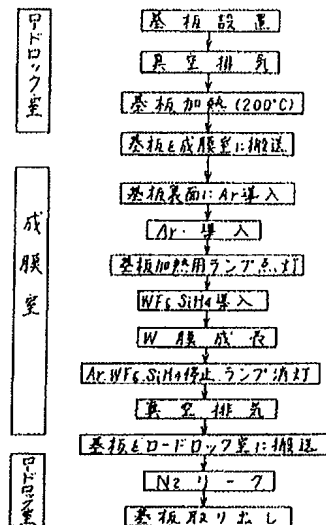 ロードロック室
基板設置
真空排気
基板加熱(200℃)
基板を成膜室に搬送
成膜室
基板裏面にAr導入
Ar・導入
基板加熱用ランプ点灯
WF6.SiH4導入
W膜成長
Ar.WF6.SiH4停止.ランプ消灯
真空排気
基板をロードロック室に搬送
ロードロック室
N2リーク
基板取り出し